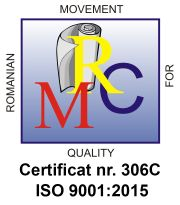 MOVEMENT
ROMANIAN
FOR
MRC
QUALITY
Certificat nr. 306C
ISO 9001:2015